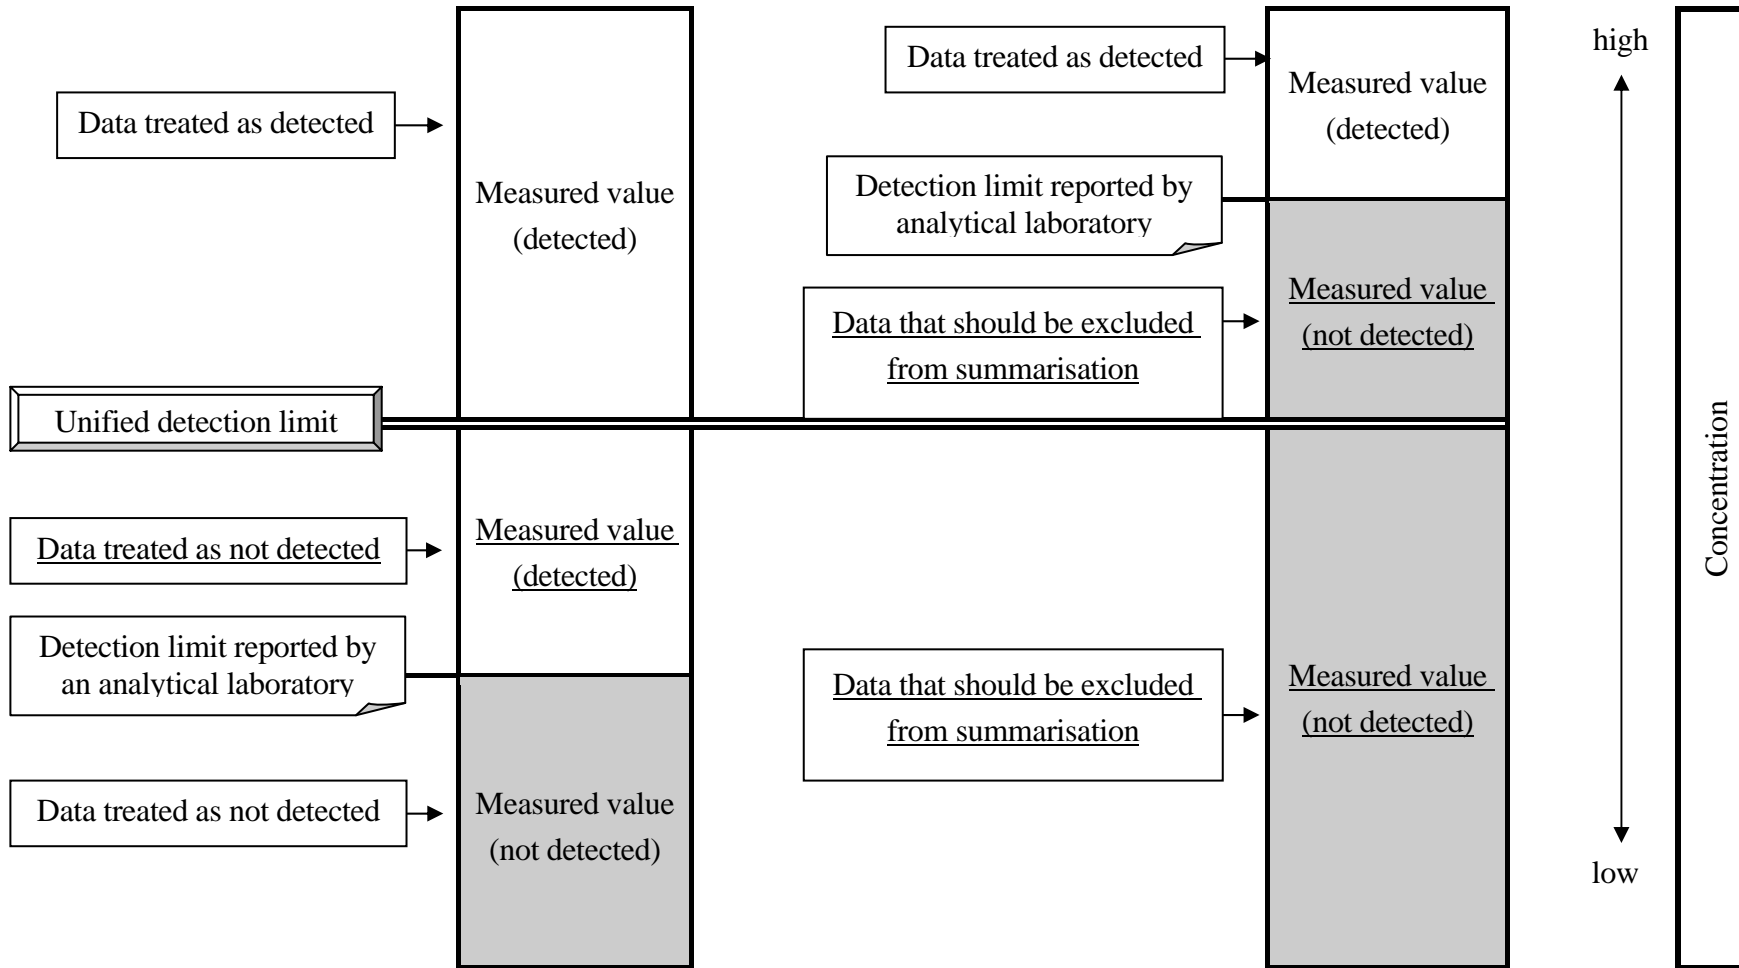 Data treated as detected
Measured value
(detected)
Unified detection limit
Data treated as not detected
Measured value
(detected)
Detection limit reported by
an analytical laboratory
Data treated as not detected
Measured value
(not detected)
Data treated as detected
Measured value
(detected)
Detection limit reported by
analytical laboratory
Data that should be excluded
from summarisation
Measured value
(not detected)
Data that should be excluded
from summarisation
Measured value
(not detected)
high
low
Concentration